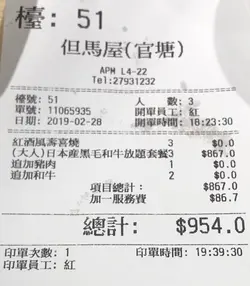 檯: 51
但馬屋(官塘)
APM L4-22
Tel:27931232
檯號: 51 人 數: 3
單號: 11065935 開單員工: 紅
日期: 2019-02-28 開單時間: 18:23:30
紅酒風壽喜燒 3 $0.0
(大人)日本産黑毛和牛放題套餐3 $867.0
追加豬肉 1 $0.0
追加和牛 2 $0.0
項目總計: $867.0
加一服務費 $86.7
總計: $954.0
印單次數: 1 印單時間: 19:39:30
印單員工: 紅